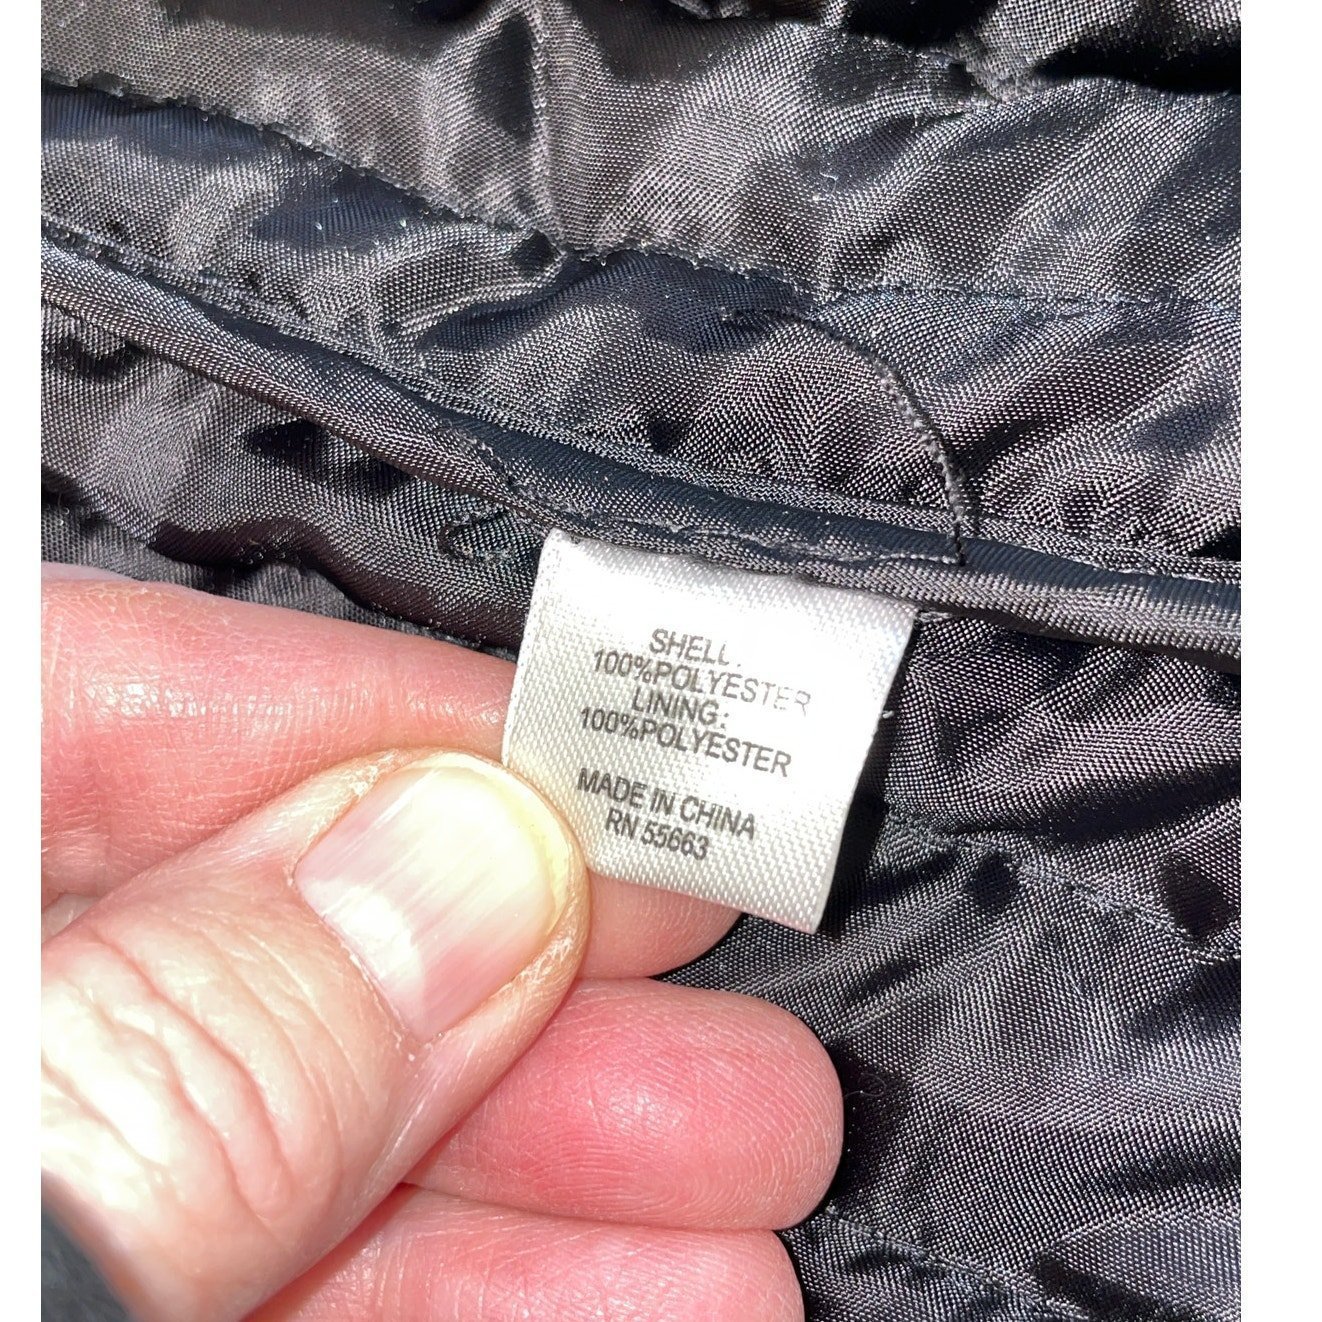 SHELL:
100%POLYESTER
LINING:
100%POLYESTER
MADE IN CHINA
RN 55663